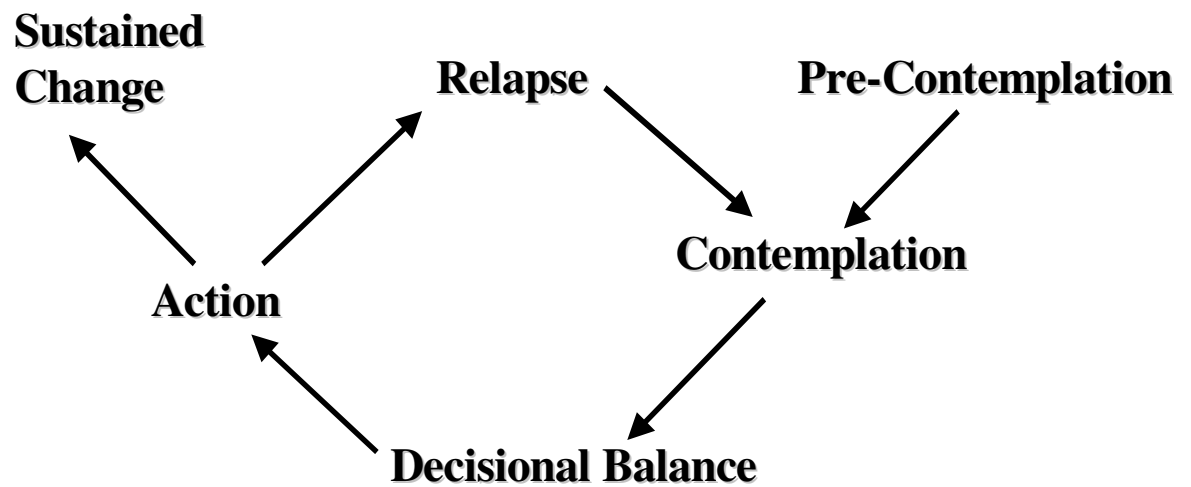 Sustained
Change
Relapse
Pre-Contemplation
Contemplation
Action
Decisional Balance